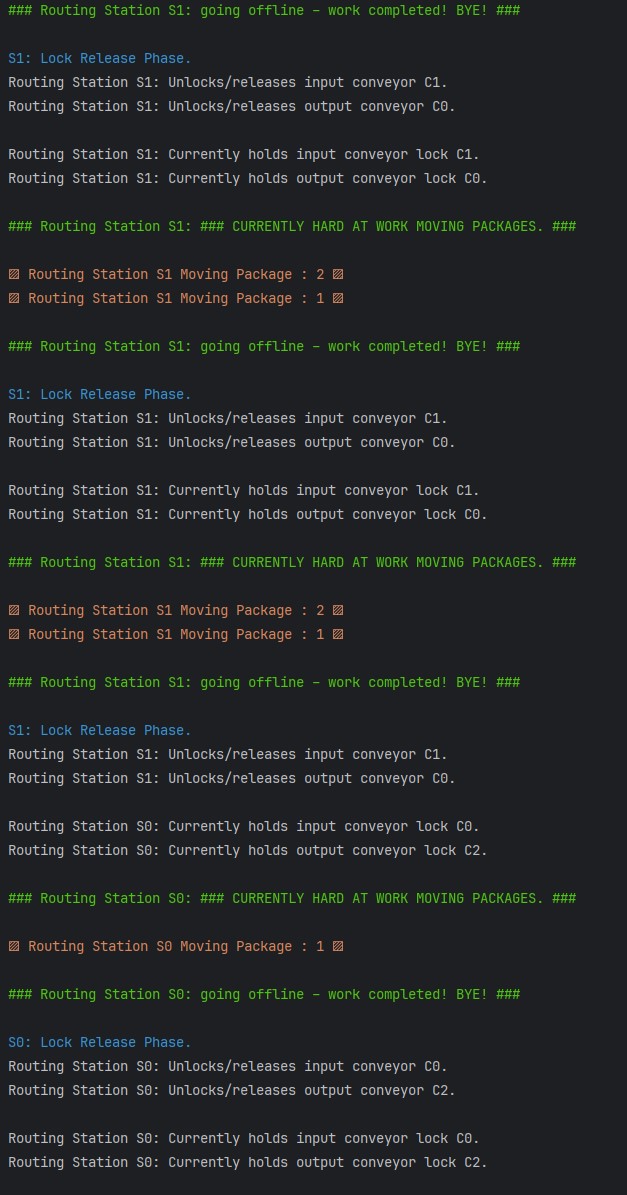 ### Routing Station S1: going offline – work completed! BYE! ###
S1: Lock Release Phase.
Routing Station S1: Unlocks/releases input conveyor C1.
Routing Station S1: Unlocks/releases output conveyor C0.
Routing Station S1: Currently holds input conveyor lock C1.
Routing Station S1: Currently holds output conveyor lock C0.
### Routing Station S1: ### CURRENTLY HARD AT WORK MOVING PACKAGES. ###
▨ Routing Station S1 Moving Package : 2 ▨
▨ Routing Station S1 Moving Package : 1 ▨
### Routing Station S1: going offline – work completed! BYE! ###
S1: Lock Release Phase.
Routing Station S1: Unlocks/releases input conveyor C1.
Routing Station S1: Unlocks/releases output conveyor C0.
Routing Station S1: Currently holds input conveyor lock C1.
Routing Station S1: Currently holds output conveyor lock C0.
### Routing Station S1: ### CURRENTLY HARD AT WORK MOVING PACKAGES. ###
▨ Routing Station S1 Moving Package : 2 ▨
▨ Routing Station S1 Moving Package : 1 ▨
### Routing Station S1: going offline – work completed! BYE! ###
S1: Lock Release Phase.
Routing Station S1: Unlocks/releases input conveyor C1.
Routing Station S1: Unlocks/releases output conveyor C0.
Routing Station S0: Currently holds input conveyor lock C0.
Routing Station S0: Currently holds output conveyor lock C2.
### Routing Station S0: ### CURRENTLY HARD AT WORK MOVING PACKAGES. ###
▨ Routing Station S0 Moving Package : 1 ▨
### Routing Station S0: going offline – work completed! BYE! ###
S0: Lock Release Phase.
Routing Station S0: Unlocks/releases input conveyor C0.
Routing Station S0: Unlocks/releases output conveyor C2.
Routing Station S0: Currently holds input conveyor lock C0.
Routing Station S0: Currently holds output conveyor lock C2.